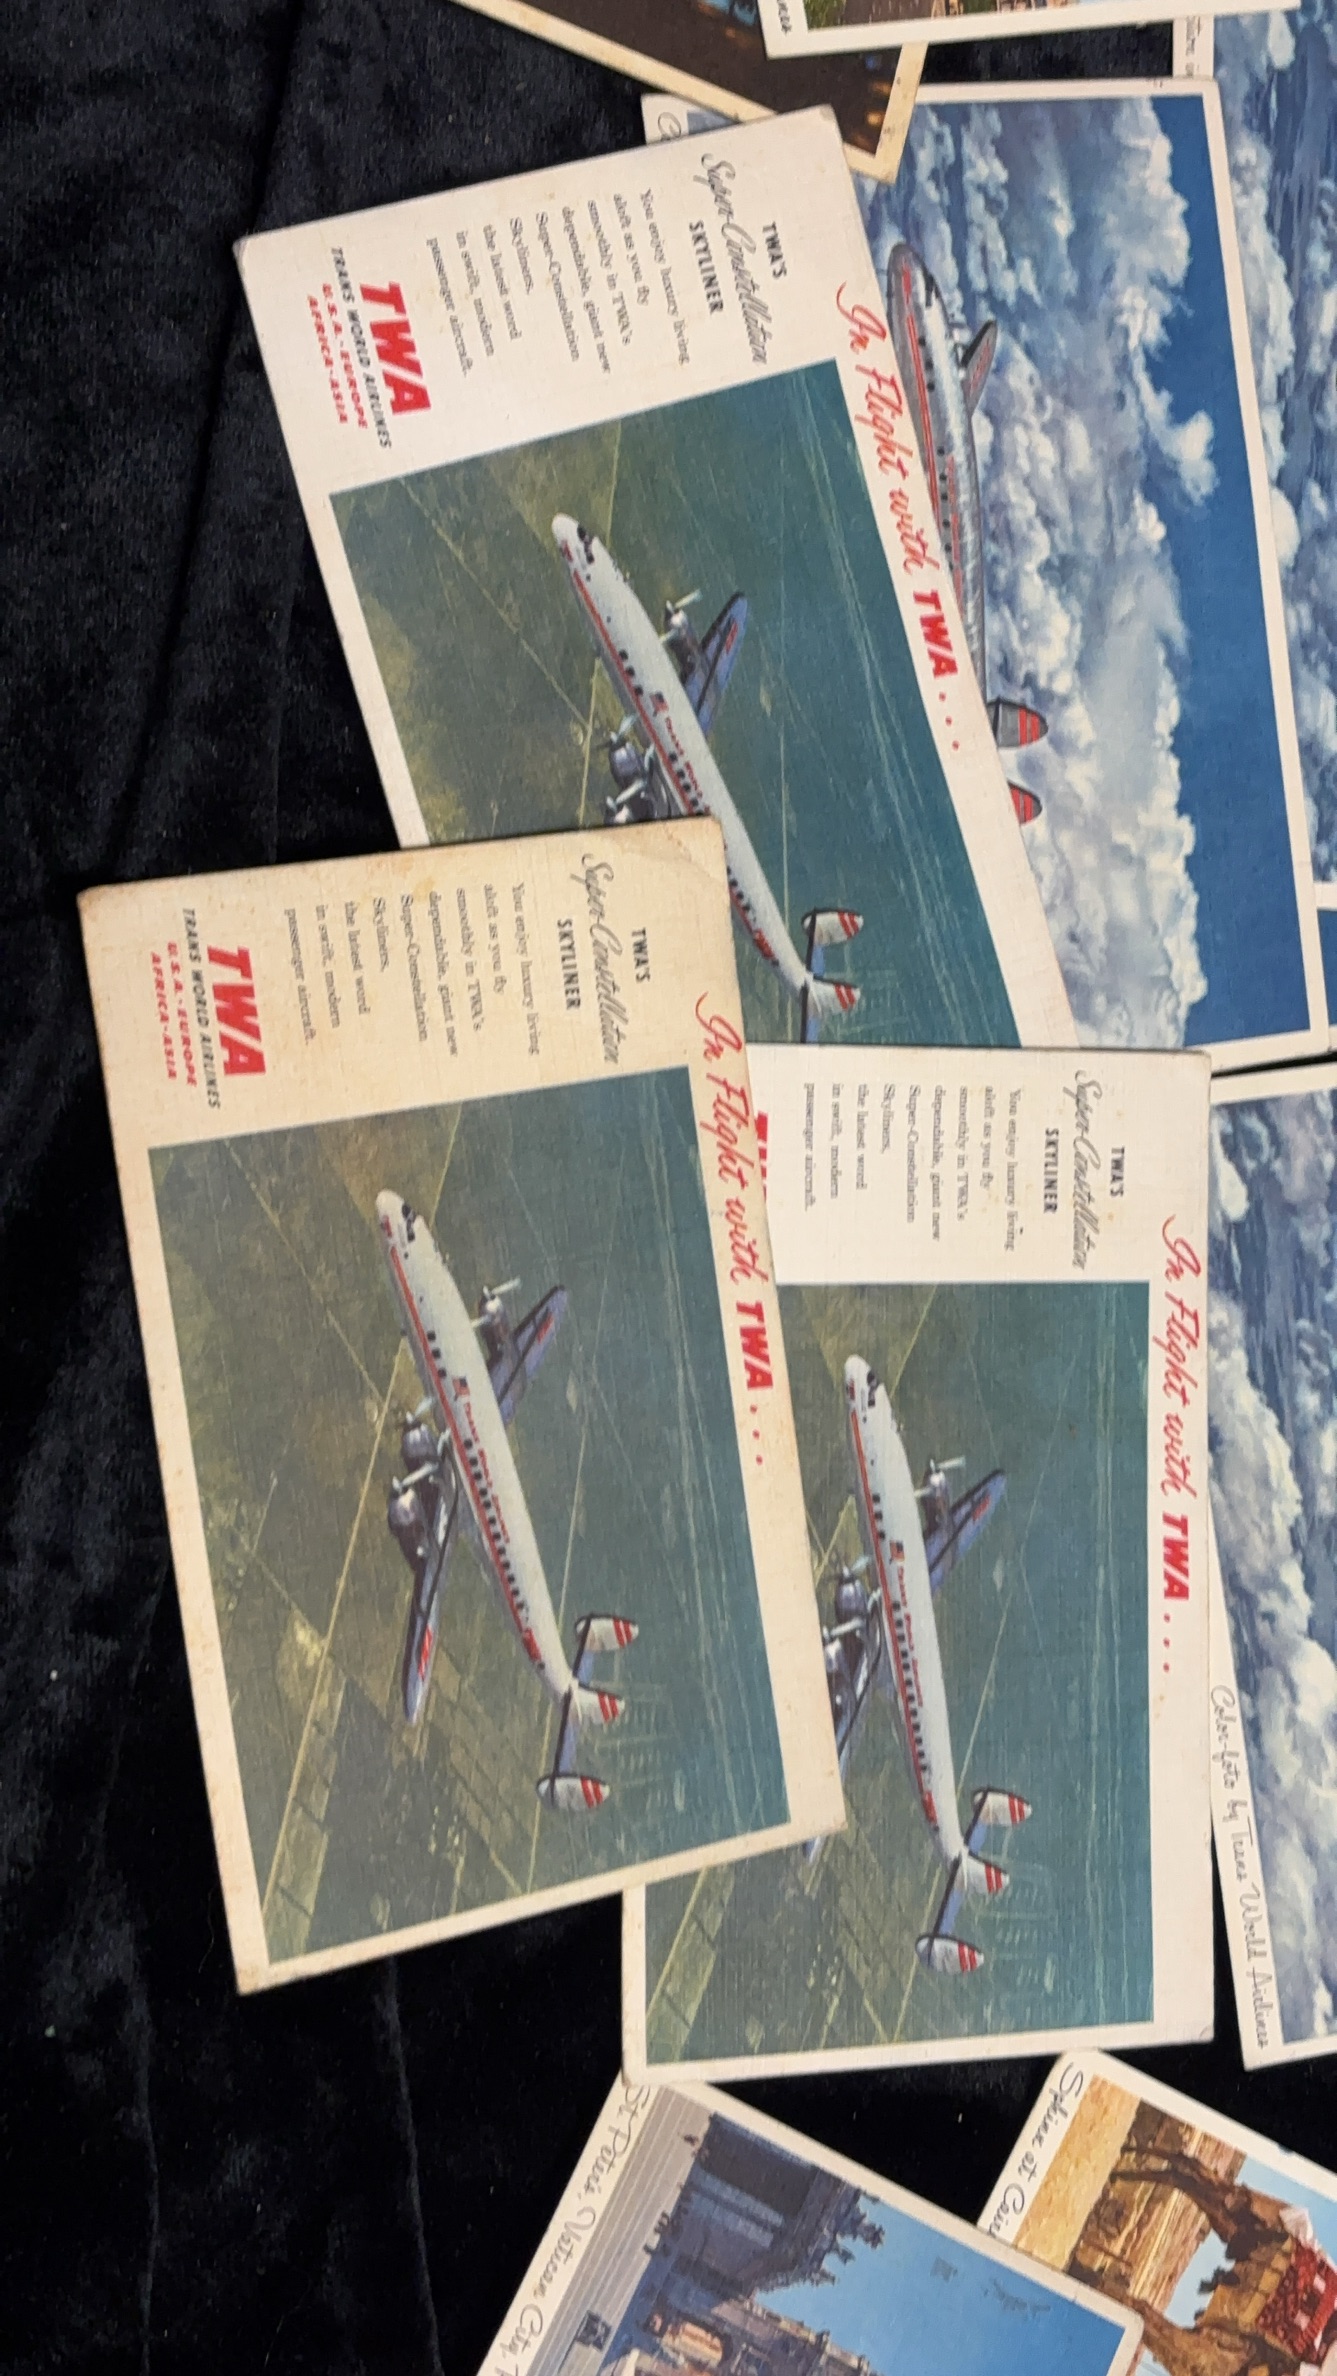 In Flight with TWA...
TWA'S
Super-Constellation
SKYLINER
You enjoy luxury living
aloft as you fly
smoothly in TWA's
dependable, giant new
Super-Constellation
Skyliners,
the latest word
in swift, modern
passenger aircraft.
TWA
TRANS WORLD AIRLINES
U.S.A. · EUROPE
AFRICA · ASIA
In Flight with TWA...
TWA'S
Super-Constellation
SKYLINER
You enjoy luxury living
aloft as you fly
smoothly in TWA's
dependable, giant new
Super-Constellation
Skyliners,
the latest word
in swift, modern
passenger aircraft.
TWA
TRANS WORLD AIRLINES
U.S.A. · EUROPE
AFRICA · ASIA
In Flight with TWA...
TWA'S
Super-Constellation
SKYLINER
You enjoy luxury living
aloft as you fly
smoothly in TWA's
dependable, giant new
Super-Constellation
Skyliners,
the latest word
in swift, modern
passenger aircraft.
Color-foto by Trans World Airlines
St. Peter's, Vatican City,
Sphinx at